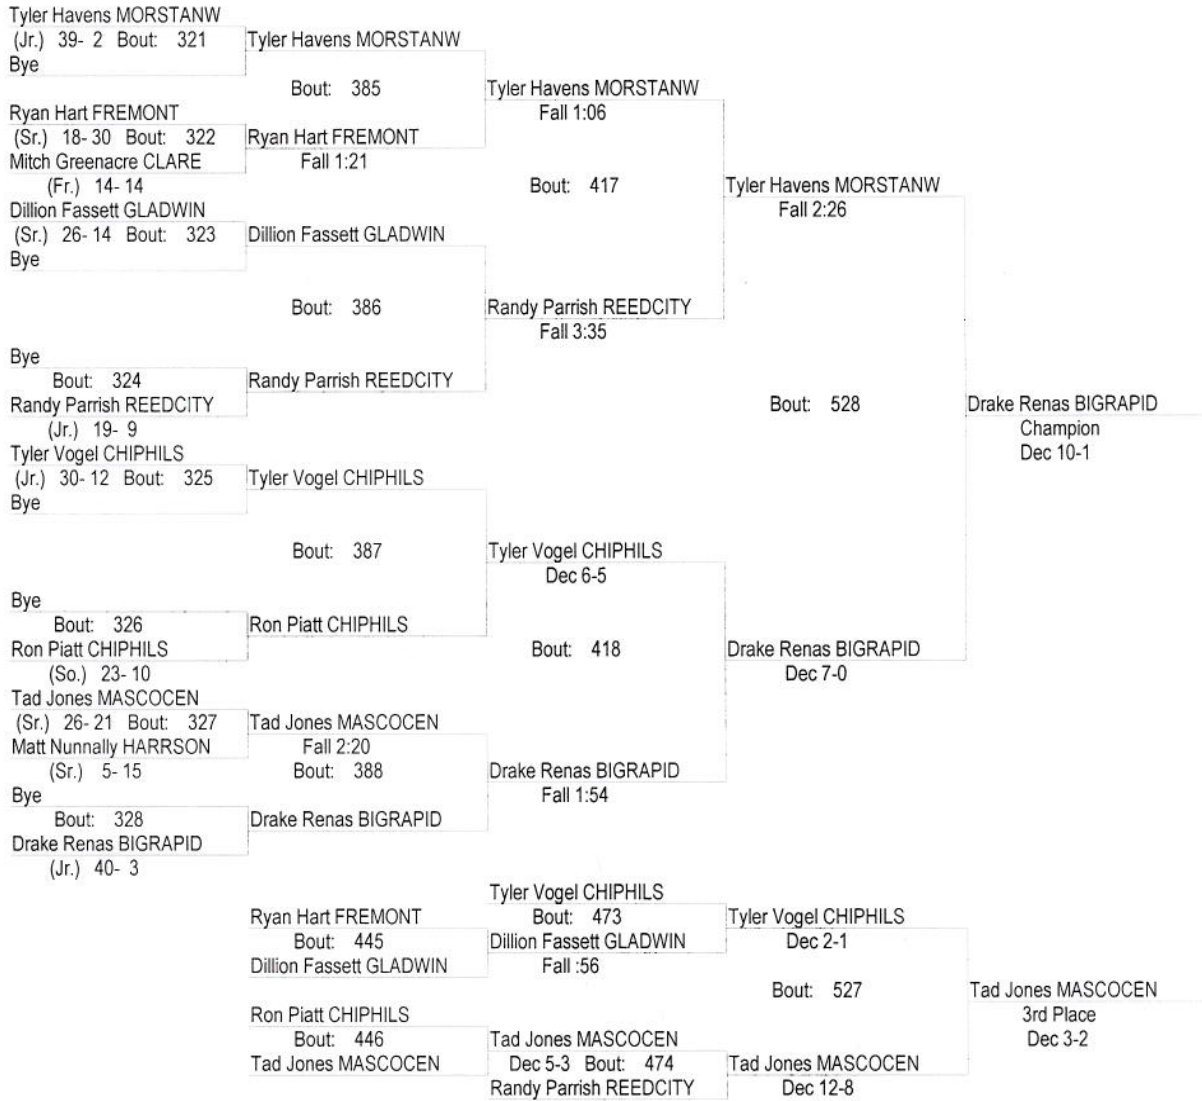 Tyler Havens MORSTANW
(Jr.) 39- 2 Bout: 321
Bye
Tyler Havens MORSTANW
Bout: 385
Ryan Hart FREMONT
(Sr.) 18- 30 Bout: 322
Mitch Greenacre CLARE
(Fr.) 14- 14
Ryan Hart FREMONT
Fall 1:21
Tyler Havens MORSTANW
Fall 1:06
Bout: 417
Dillion Fassett GLADWIN
(Sr.) 26- 14 Bout: 323
Bye
Dillion Fassett GLADWIN
Bout: 386
Bye
Bout: 324
Randy Parrish REEDCITY
(Jr.) 19- 9
Randy Parrish REEDCITY
Randy Parrish REEDCITY
Fall 3:35
Tyler Havens MORSTANW
Fall 2:26
Bout: 528
Tyler Vogel CHIPHILS
(Jr.) 30- 12 Bout: 325
Bye
Tyler Vogel CHIPHILS
Bout: 387
Bye
Bout: 326
Ron Piatt CHIPHILS
(So.) 23- 10
Ron Piatt CHIPHILS
Tyler Vogel CHIPHILS
Dec 6-5
Bout: 418
Tad Jones MASCOCEN
(Sr.) 26- 21 Bout: 327
Matt Nunnally HARRSON
(Sr.) 5- 15
Tad Jones MASCOCEN
Fall 2:20
Bout: 388
Bye
Bout: 328
Drake Renas BIGRAPID
(Jr.) 40- 3
Drake Renas BIGRAPID
Drake Renas BIGRAPID
Fall 1:54
Drake Renas BIGRAPID
Dec 7-0
Drake Renas BIGRAPID
Champion
Dec 10-1
Ryan Hart FREMONT
Bout: 445
Dillion Fassett GLADWIN
Tyler Vogel CHIPHILS
Bout: 473
Dillion Fassett GLADWIN
Fall :56
Tyler Vogel CHIPHILS
Dec 2-1
Bout: 527
Ron Piatt CHIPHILS
Bout: 446
Tad Jones MASCOCEN
Tad Jones MASCOCEN
Dec 5-3 Bout: 474
Randy Parrish REEDCITY
Tad Jones MASCOCEN
Dec 12-8
Tad Jones MASCOCEN
3rd Place
Dec 3-2